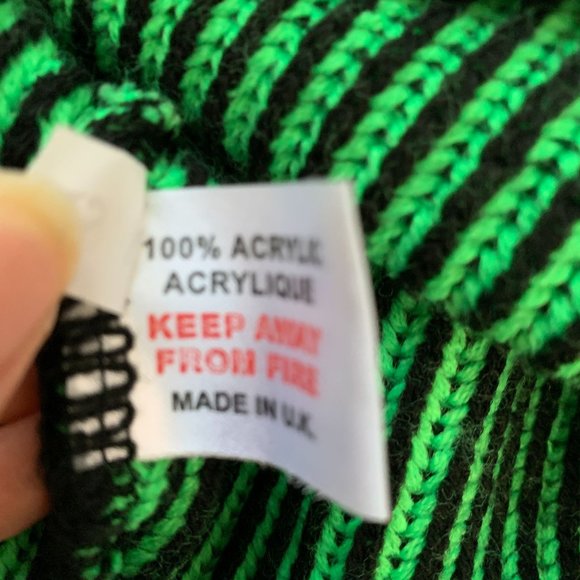 100% ACRYLIC
ACRYLIQUE
KEEP AWAY
FROM FIRE
MADE IN U.K.